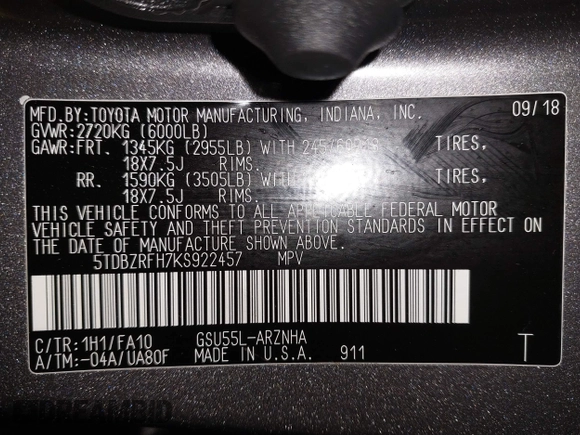 MFD.BY:TOYOTA MOTOR MANUFACTURING, INDIANA, INC. 09/18
GVWR:2720KG (6000LB)
GAWR:FRT. 1345KG (2955LB) WITH TIRES,
18X7.5J RIMS.
RR. 1590KG (3505LB) WITH TIRES,
18X7.5J RIMS.
THIS VEHICLE CONFORMS TO ALL APPLICABLE FEDERAL MOTOR
VEHICLE SAFETY AND THEFT PREVENTION STANDARDS IN EFFECT ON
THE DATE OF MANUFACTURE SHOWN ABOVE.
5TDBZRFH7KS922457 MPV
C/TR:1H1/FA10 GSU55L-ARZNHA
A/TM:-04A/UA80F MADE IN U.S.A. 911 T